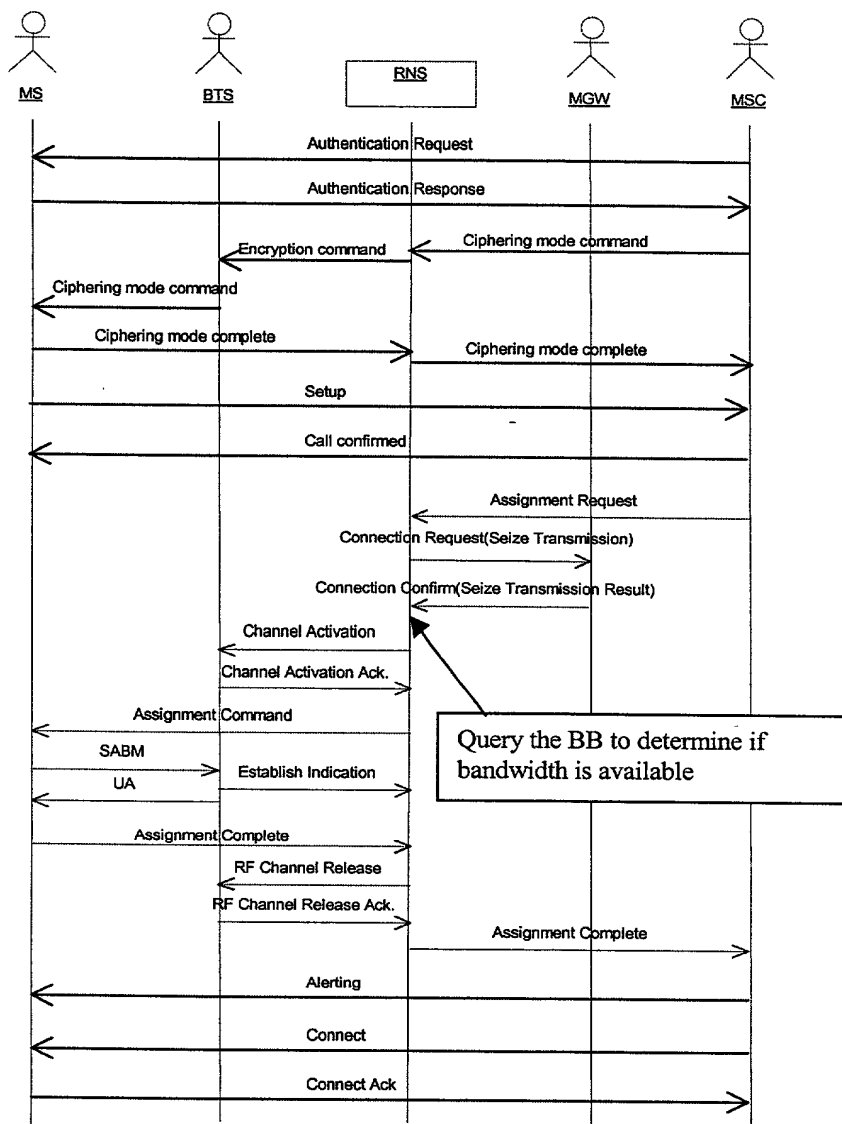 MS
BTS
RNS
MGW
MSC
Authentication Request
Authentication Response
Ciphering mode command
Encryption command
Ciphering mode command
Ciphering mode complete
Ciphering mode complete
Setup
Call confirmed
Assignment Request
Connection Request(Seize Transmission)
Connection Confirm(Seize Transmission Result)
Channel Activation
Channel Activation Ack.
Assignment Command
Query the BB to determine if
bandwidth is available
SABM
Establish Indication
UA
Assignment Complete
RF Channel Release
RF Channel Release Ack.
Assignment Complete
Alerting
Connect
Connect Ack